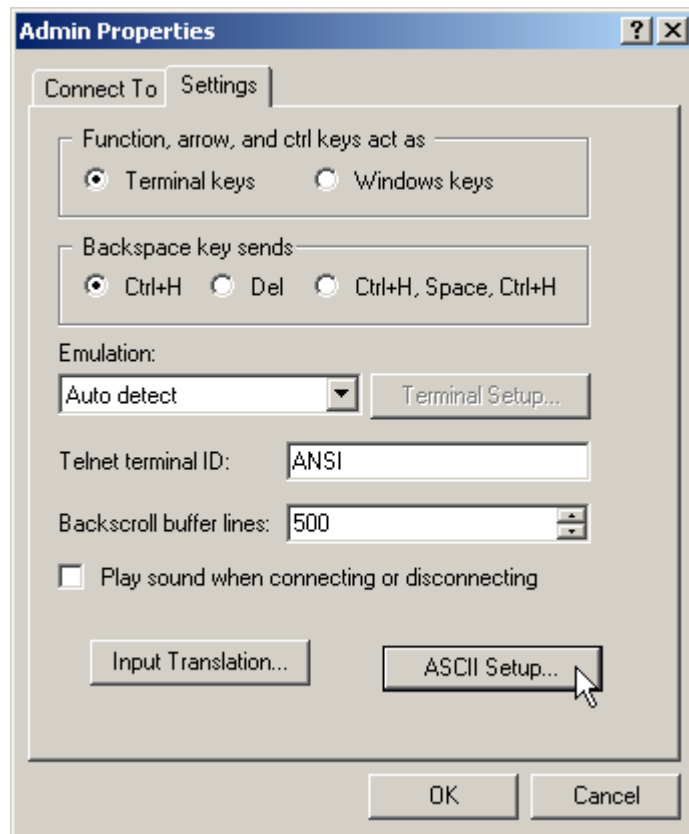 Admin Properties
Connect To Settings
Function, arrow, and ctrl keys act as
Terminal keys Windows keys
Backspace key sends
Ctrl+H Del Ctrl+H, Space, Ctrl+H
Emulation:
Auto detect Terminal Setup...
Telnet terminal ID: ANSI
Backscroll buffer lines: 500
Play sound when connecting or disconnecting
Input Translation... ASCII Setup...
OK Cancel